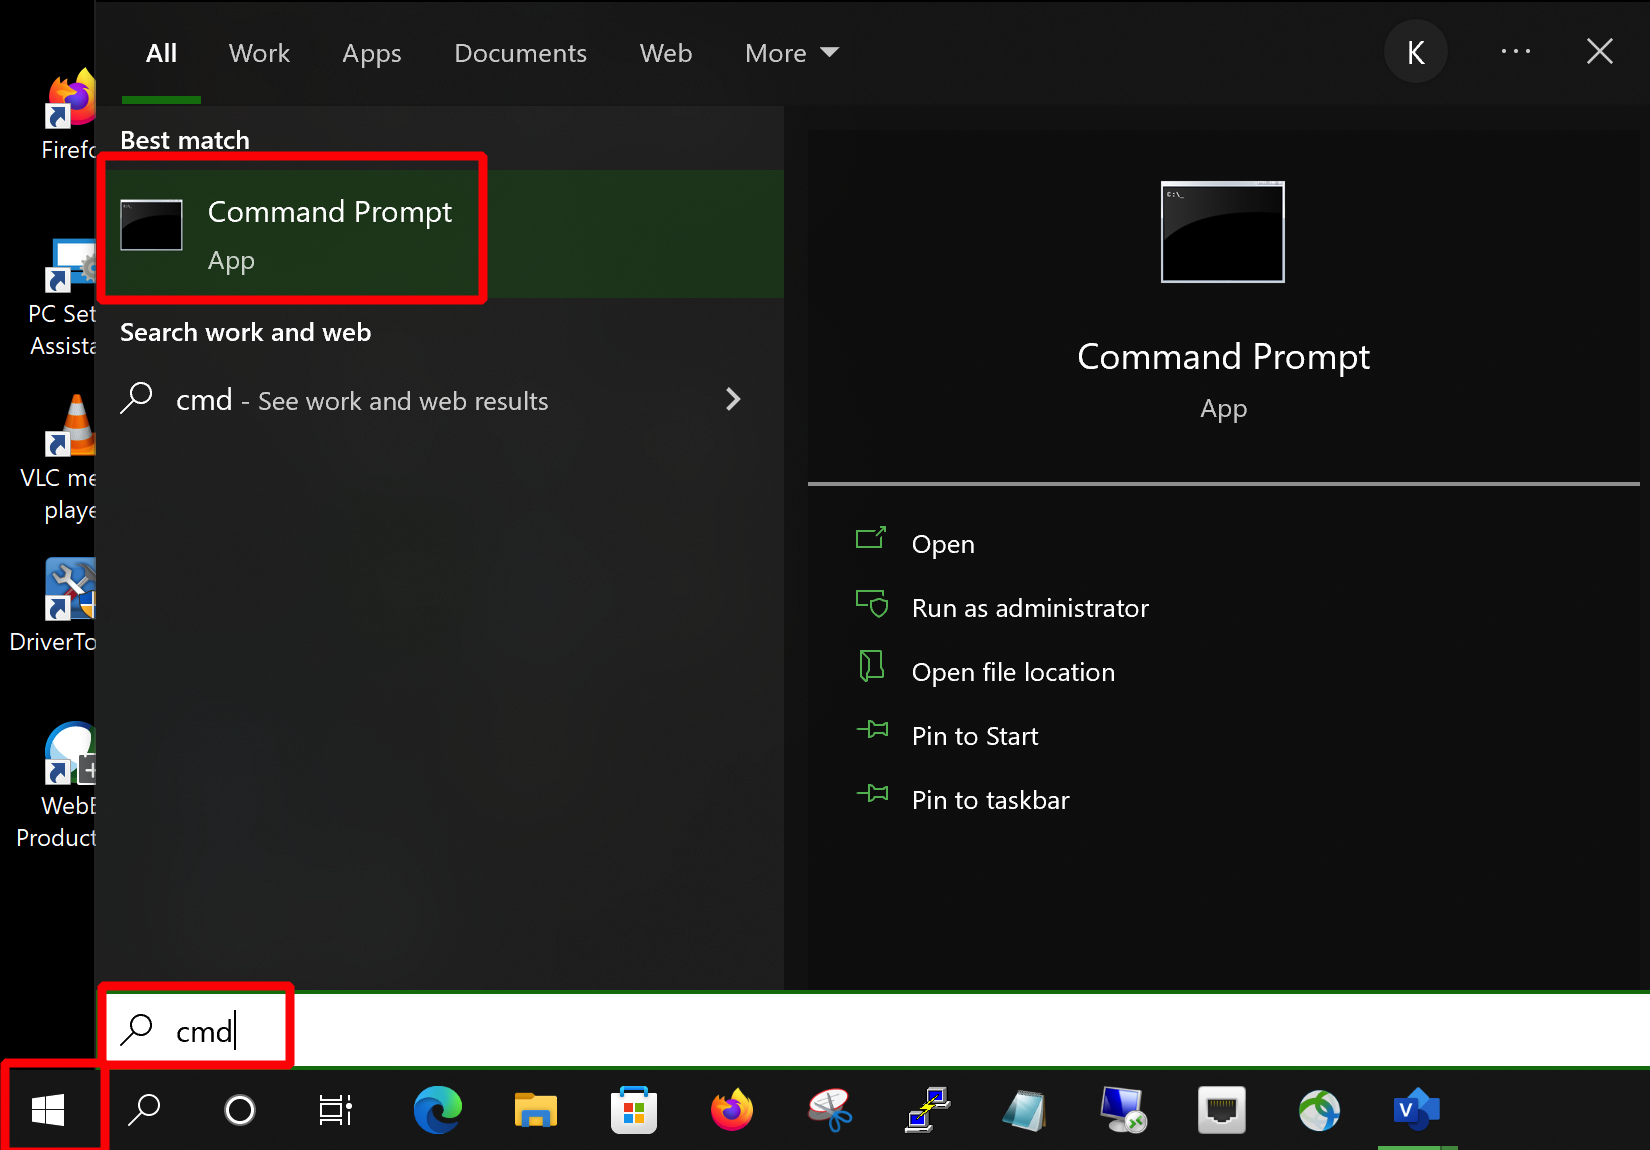 All Work Apps Documents Web More
K
Best match
Command Prompt
App
Search work and web
cmd - See work and web results
Command Prompt
App
Open
Run as administrator
Open file location
Pin to Start
Pin to taskbar
cmd
Firefo
PC Set
Assista
VLC me
playe
DriverTo
WebE
Product
C:\_
V